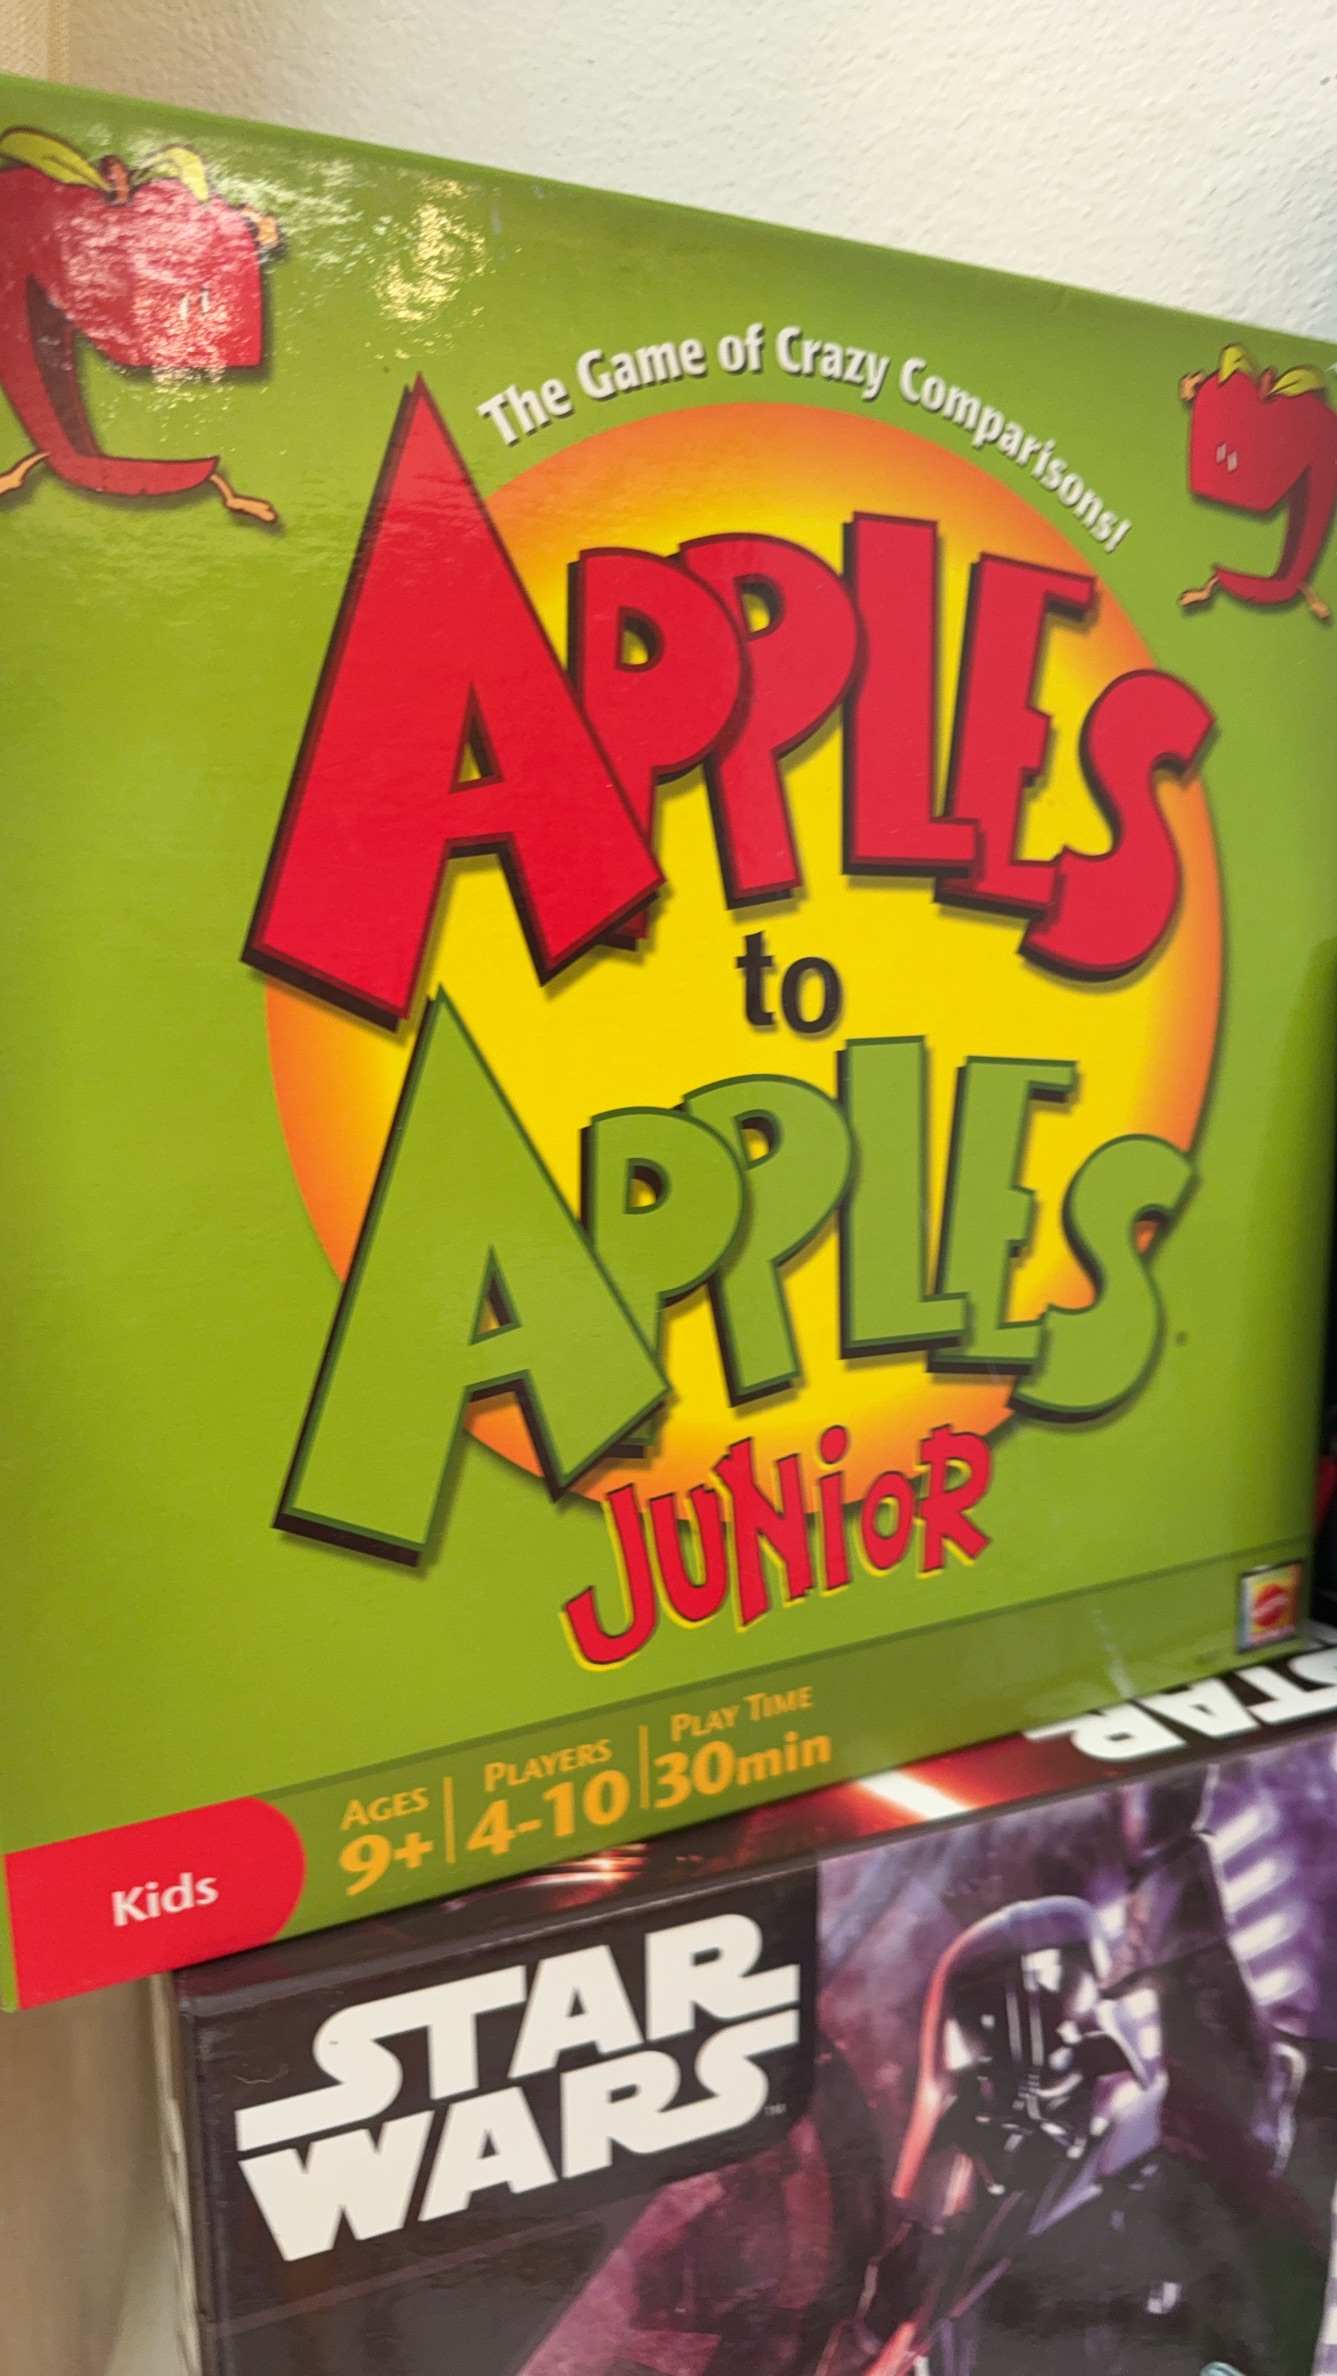 The Game of Crazy Comparisons!
APPLES
to
APPLES
JUNiOR
AGES
9+
PLAYERS
4-10
PLAY TIME
30min
Kids
STAR
STAR
WARS